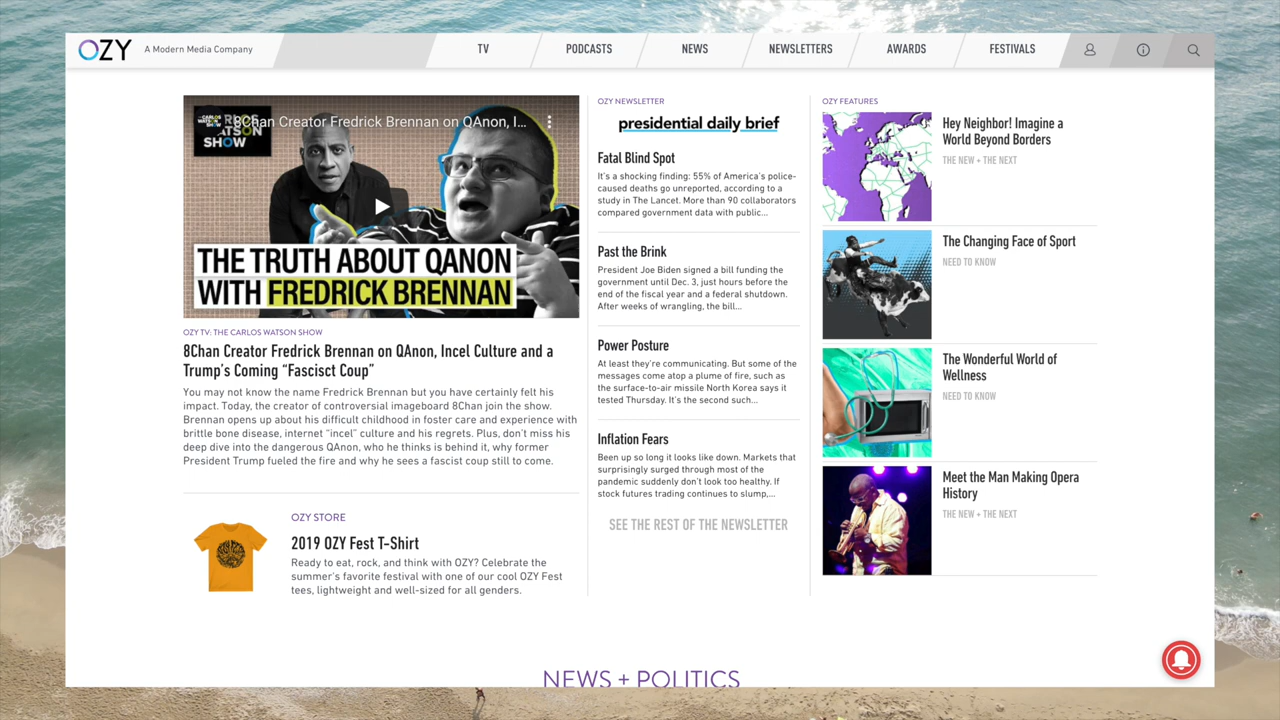 OZY A Modern Media Company TV PODCASTS NEWS NEWSLETTERS AWARDS FESTIVALS
8Chan Creator Fredrick Brennan on QAnon, I...
THE CARLOS WATSON SHOW
WATSON
SHOW
THE TRUTH ABOUT QANON
WITH FREDRICK BRENNAN
OZY TV: THE CARLOS WATSON SHOW
8Chan Creator Fredrick Brennan on QAnon, Incel Culture and a
Trump's Coming “Fascisct Coup”
You may not know the name Fredrick Brennan but you have certainly felt his
impact. Today, the creator of controversial imageboard 8Chan join the show.
Brennan opens up about his difficult childhood in foster care and experience with
brittle bone disease, internet “incel” culture and his regrets. Plus, don't miss his
deep dive into the dangerous QAnon, who he thinks is behind it, why former
President Trump fueled the fire and why he sees a fascist coup still to come.
OZY STORE
2019 OZY Fest T-Shirt
Ready to eat, rock, and think with OZY? Celebrate the
summer's favorite festival with one of our cool OZY Fest
tees, lightweight and well-sized for all genders.
OZY NEWSLETTER
presidential daily brief
Fatal Blind Spot
It's a shocking finding: 55% of America's police-
caused deaths go unreported, according to a
study in The Lancet. More than 90 collaborators
compared government data with public...
Past the Brink
President Joe Biden signed a bill funding the
government until Dec. 3, just hours before the
end of the fiscal year and a federal shutdown.
After weeks of wrangling, the bill...
Power Posture
At least they're communicating. But some of the
messages come atop a plume of fire, such as
the surface-to-air missile North Korea says it
tested Thursday. It's the second such...
Inflation Fears
Been up so long it looks like down. Markets that
surprisingly surged through most of the
pandemic suddenly don't look too healthy. If
stock futures trading continues to slump,...
SEE THE REST OF THE NEWSLETTER
OZY FEATURES
Hey Neighbor! Imagine a
World Beyond Borders
THE NEW + THE NEXT
The Changing Face of Sport
NEED TO KNOW
The Wonderful World of
Wellness
NEED TO KNOW
Meet the Man Making Opera
History
THE NEW + THE NEXT
NEWS + POLITICS